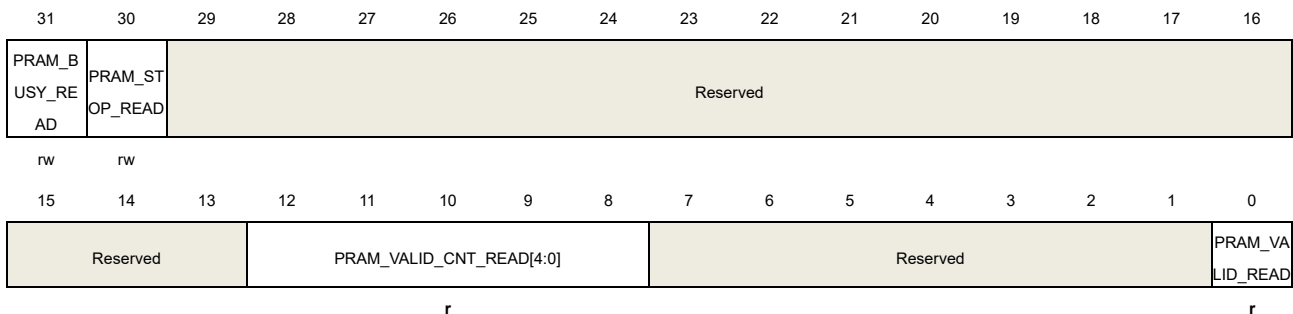 31 30 29 28 27 26 25 24 23 22 21 20 19 18 17 16
PRAM_B
USY_RE
AD
PRAM_ST
OP_READ
Reserved
rw rw
15 14 13 12 11 10 9 8 7 6 5 4 3 2 1 0
Reserved
PRAM_VALID_CNT_READ[4:0]
Reserved
PRAM_VA
LID_READ
r r